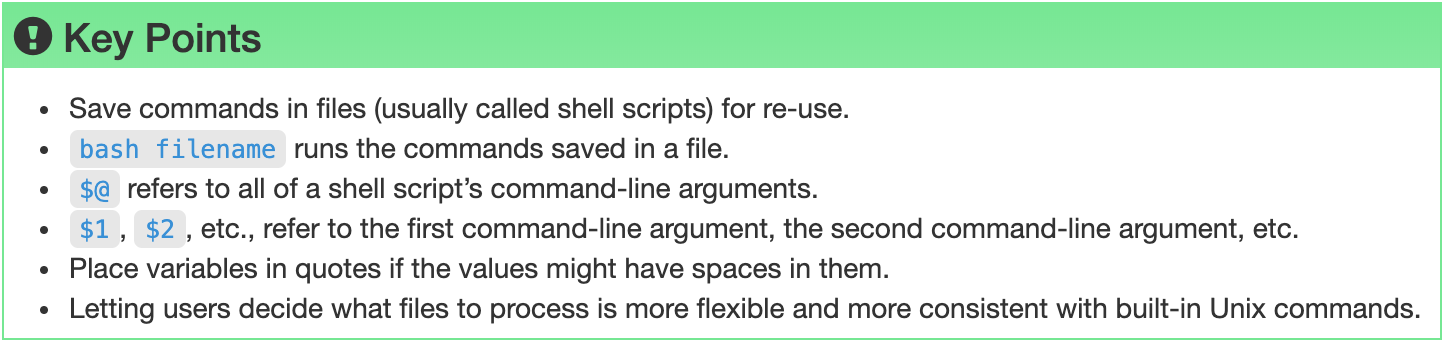 Key Points
Save commands in files (usually called shell scripts) for re-use.
bash filename runs the commands saved in a file.
$@ refers to all of a shell script’s command-line arguments.
$1, $2, etc., refer to the first command-line argument, the second command-line argument, etc.
Place variables in quotes if the values might have spaces in them.
Letting users decide what files to process is more flexible and more consistent with built-in Unix commands.